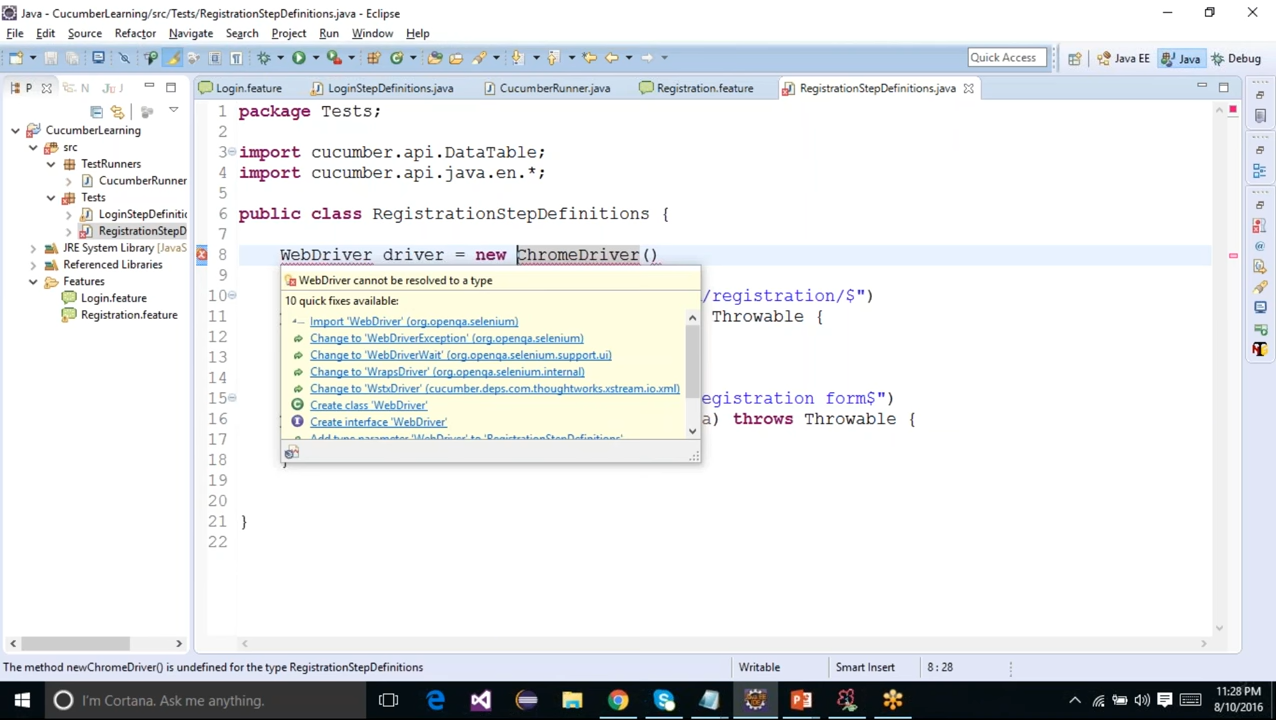 Java - CucumberLearning/src/Tests/RegistrationStepDefinitions.java - Eclipse
File Edit Source Refactor Navigate Search Project Run Window Help
Quick Access Java EE Java Debug
P N J Login.feature LoginStepDefinitions.java CucumberRunner.java Registration.feature RegistrationStepDefinitions.java
CucumberLearning
src
TestRunners
CucumberRunner
Tests
LoginStepDefinitic
RegistrationStepD
JRE System Library [JavaS
Referenced Libraries
Features
Login.feature
Registration.feature
1 package Tests;
2
3 import cucumber.api.DataTable;
4 import cucumber.api.java.en.*;
5
6 public class RegistrationStepDefinitions {
7
8 WebDriver driver = new ChromeDriver()
9
10 /registration/$")
11 Throwable {
12
13
14
15 egistration form$")
16 a) throws Throwable {
17
18 }
19
20
21 }
22
WebDriver cannot be resolved to a type
10 quick fixes available:
Import 'WebDriver' (org.openqa.selenium)
Change to 'WebDriverException' (org.openqa.selenium)
Change to 'WebDriverWait' (org.openqa.selenium.support.ui)
Change to 'WrapsDriver' (org.openqa.selenium.internal)
Change to 'WstxDriver' (cucumber.deps.com.thoughtworks.xstream.io.xml)
Create class 'WebDriver'
Create interface 'WebDriver'
Add type parameter 'WebDriver' to 'RegistrationStepDefinitions'
The method newChromeDriver() is undefined for the type RegistrationStepDefinitions Writable Smart Insert 8 : 28
I'm Cortana. Ask me anything. 11:28 PM
8/10/2016